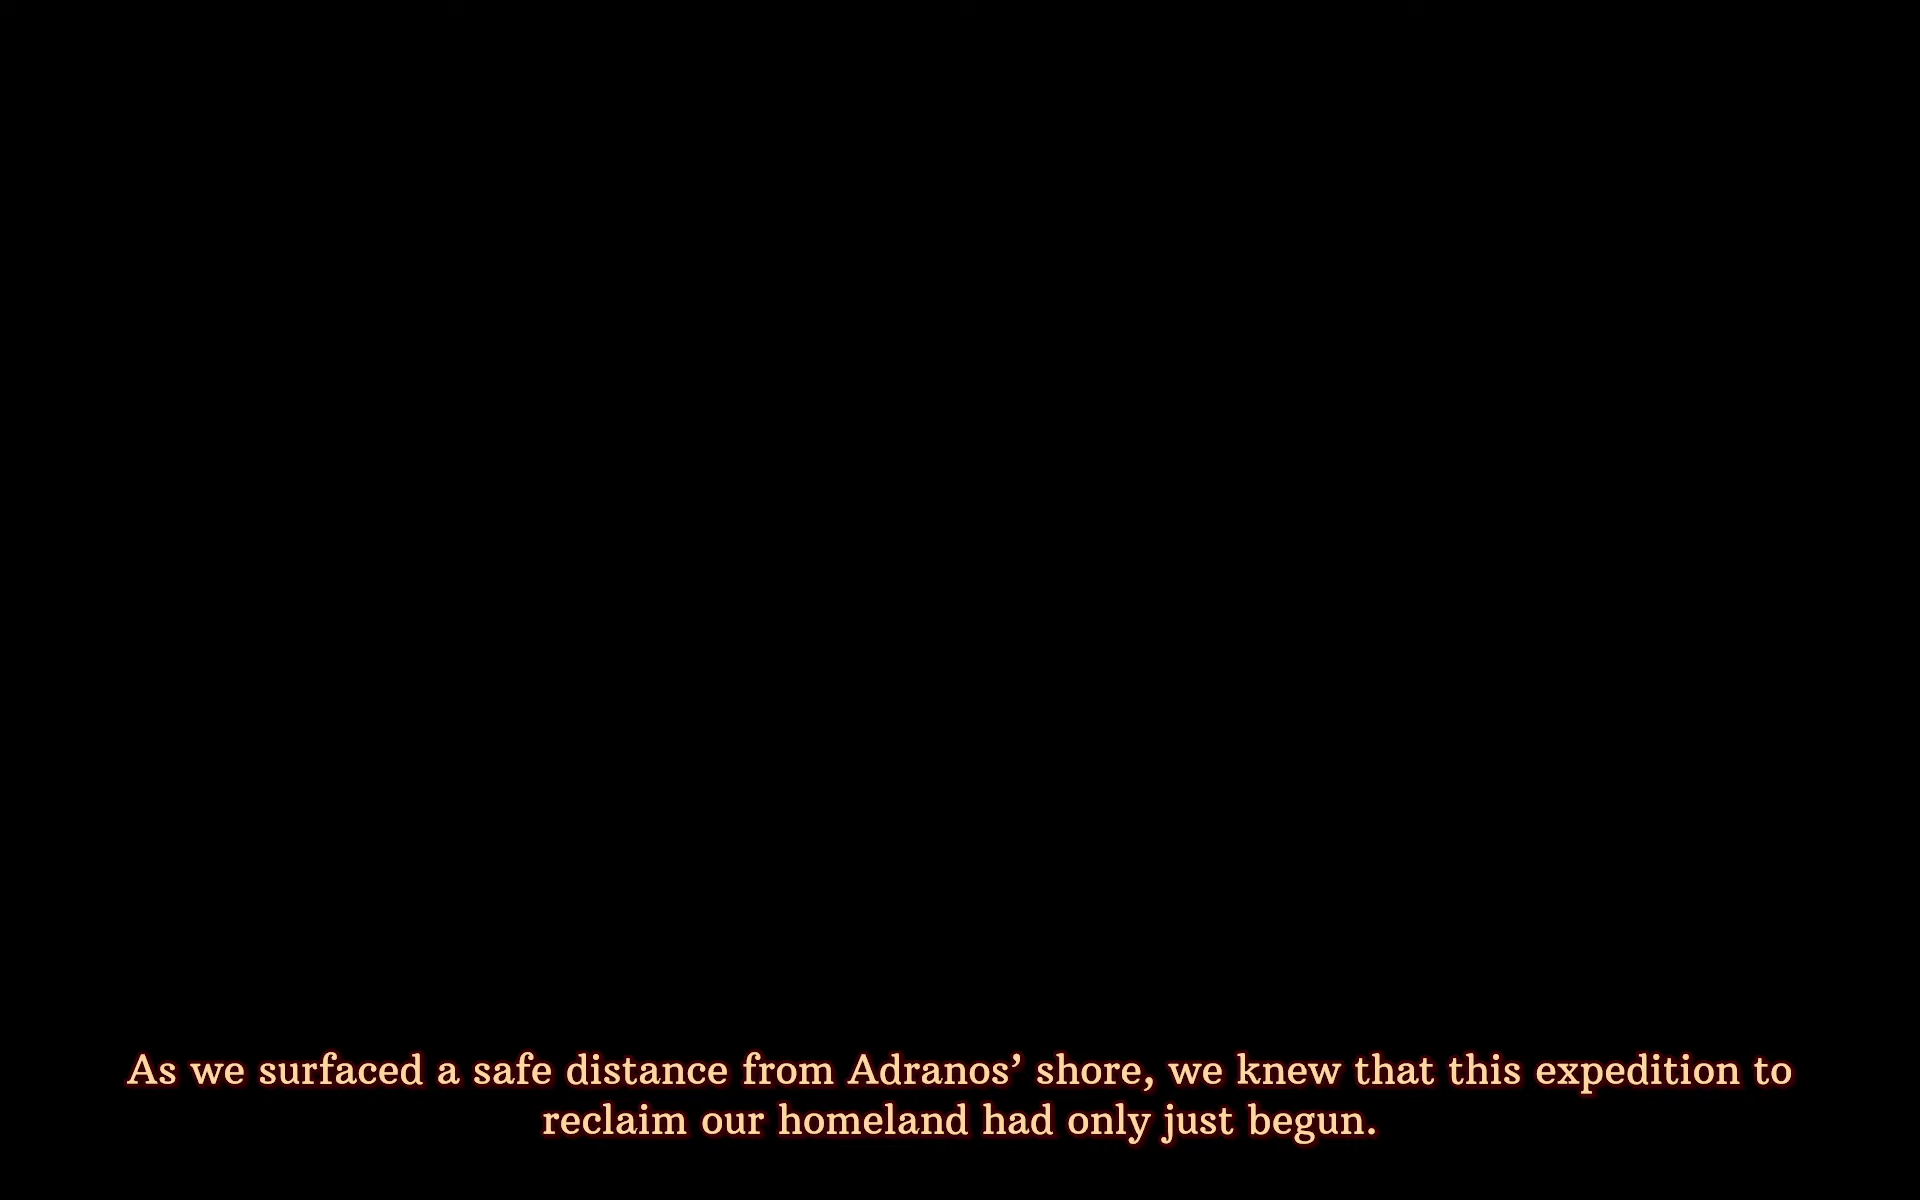 As we surfaced a safe distance from Adranos’ shore, we knew that this expedition to
reclaim our homeland had only just begun.